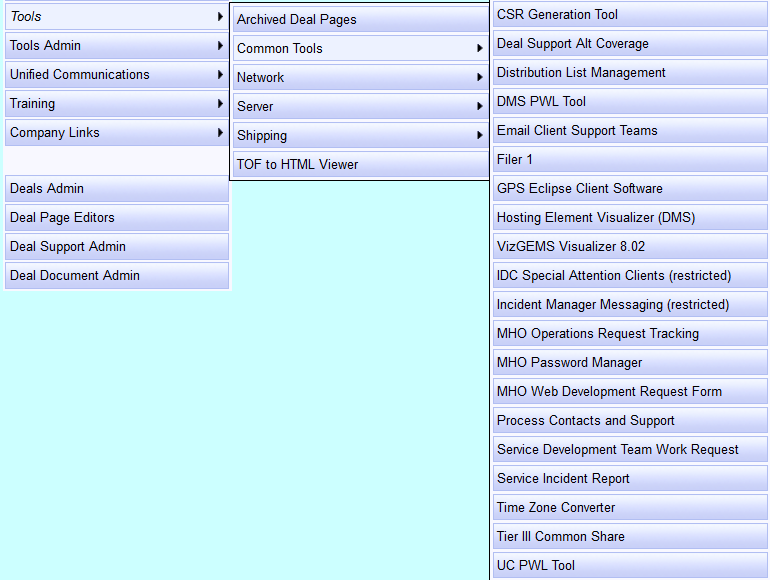 Tools
Tools Admin
Unified Communications
Training
Company Links
Deals Admin
Deal Page Editors
Deal Support Admin
Deal Document Admin
Archived Deal Pages
Common Tools
Network
Server
Shipping
TOF to HTML Viewer
CSR Generation Tool
Deal Support Alt Coverage
Distribution List Management
DMS PWL Tool
Email Client Support Teams
Filer 1
GPS Eclipse Client Software
Hosting Element Visualizer (DMS)
VizGEMS Visualizer 8.02
IDC Special Attention Clients (restricted)
Incident Manager Messaging (restricted)
MHO Operations Request Tracking
MHO Password Manager
MHO Web Development Request Form
Process Contacts and Support
Service Development Team Work Request
Service Incident Report
Time Zone Converter
Tier III Common Share
UC PWL Tool